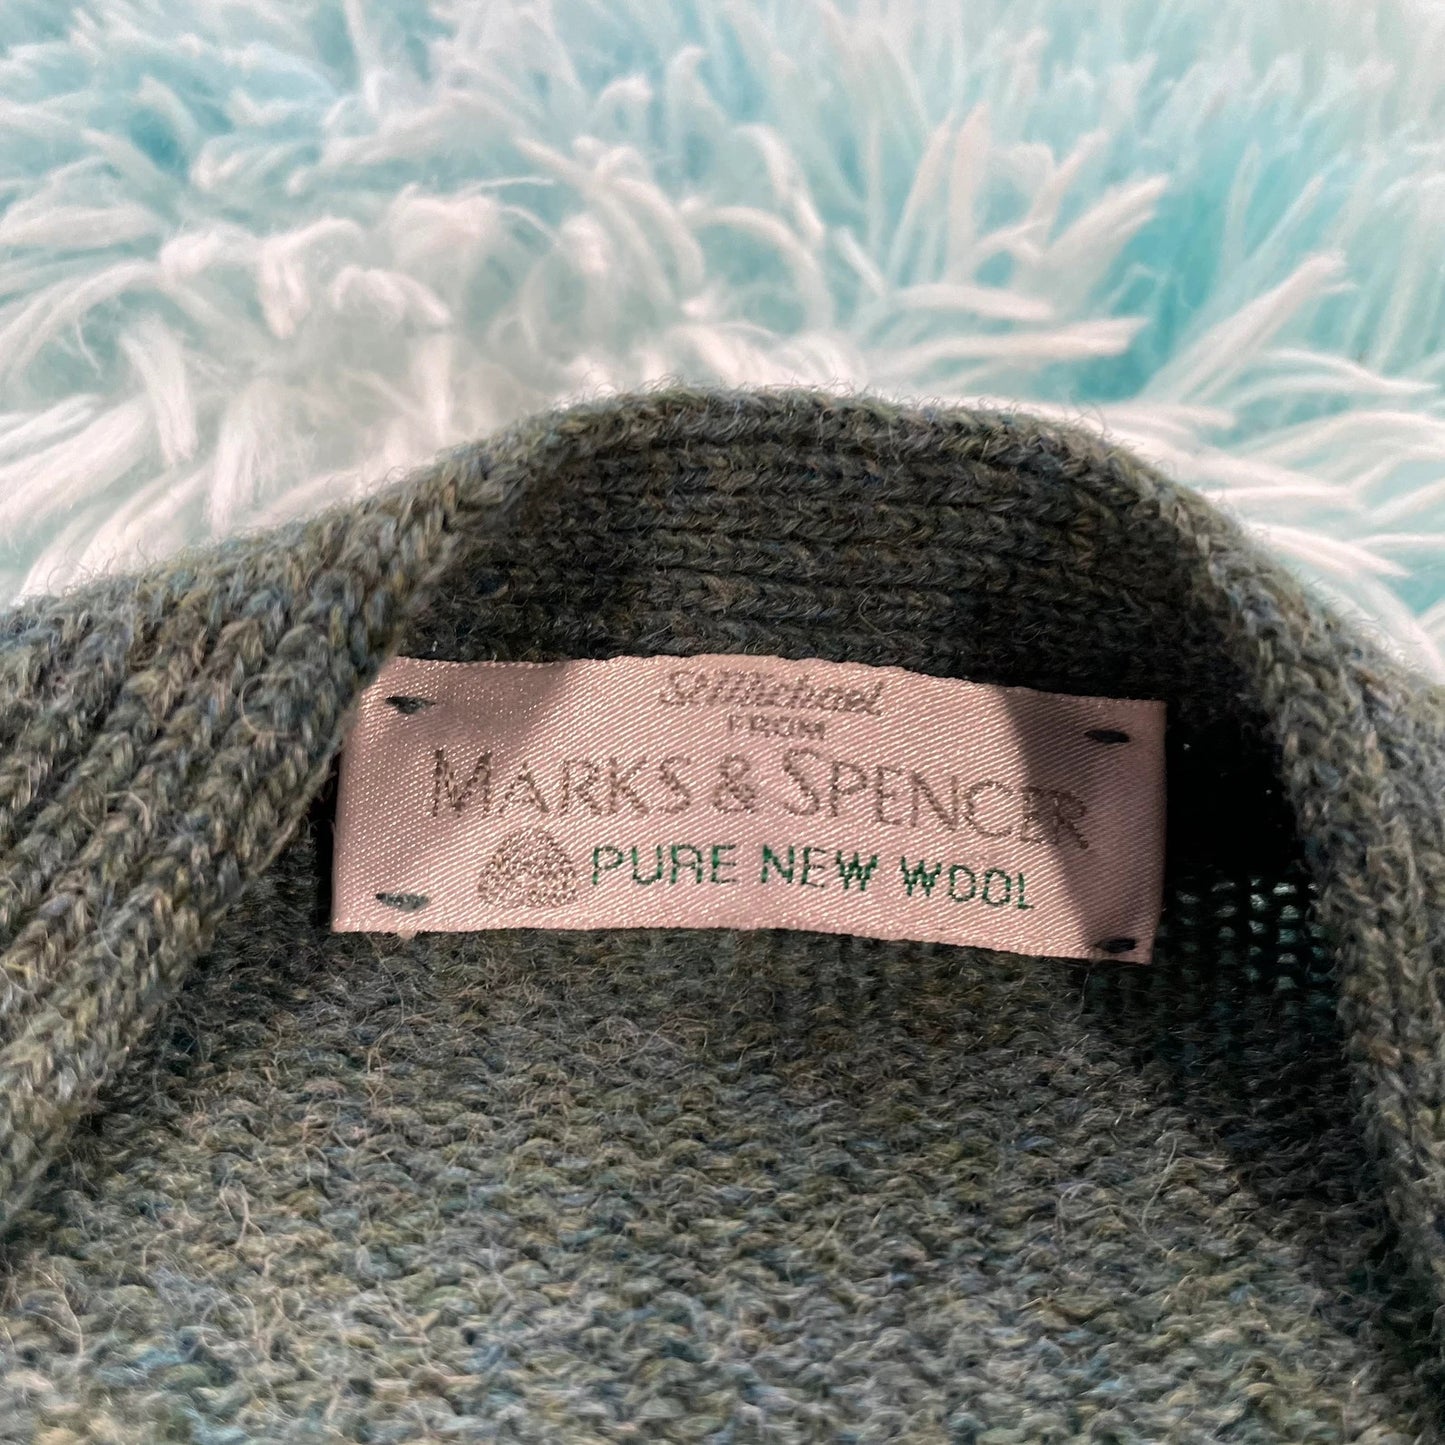 St Michael
FROM
MARKS & SPENCER
PURE NEW WOOL